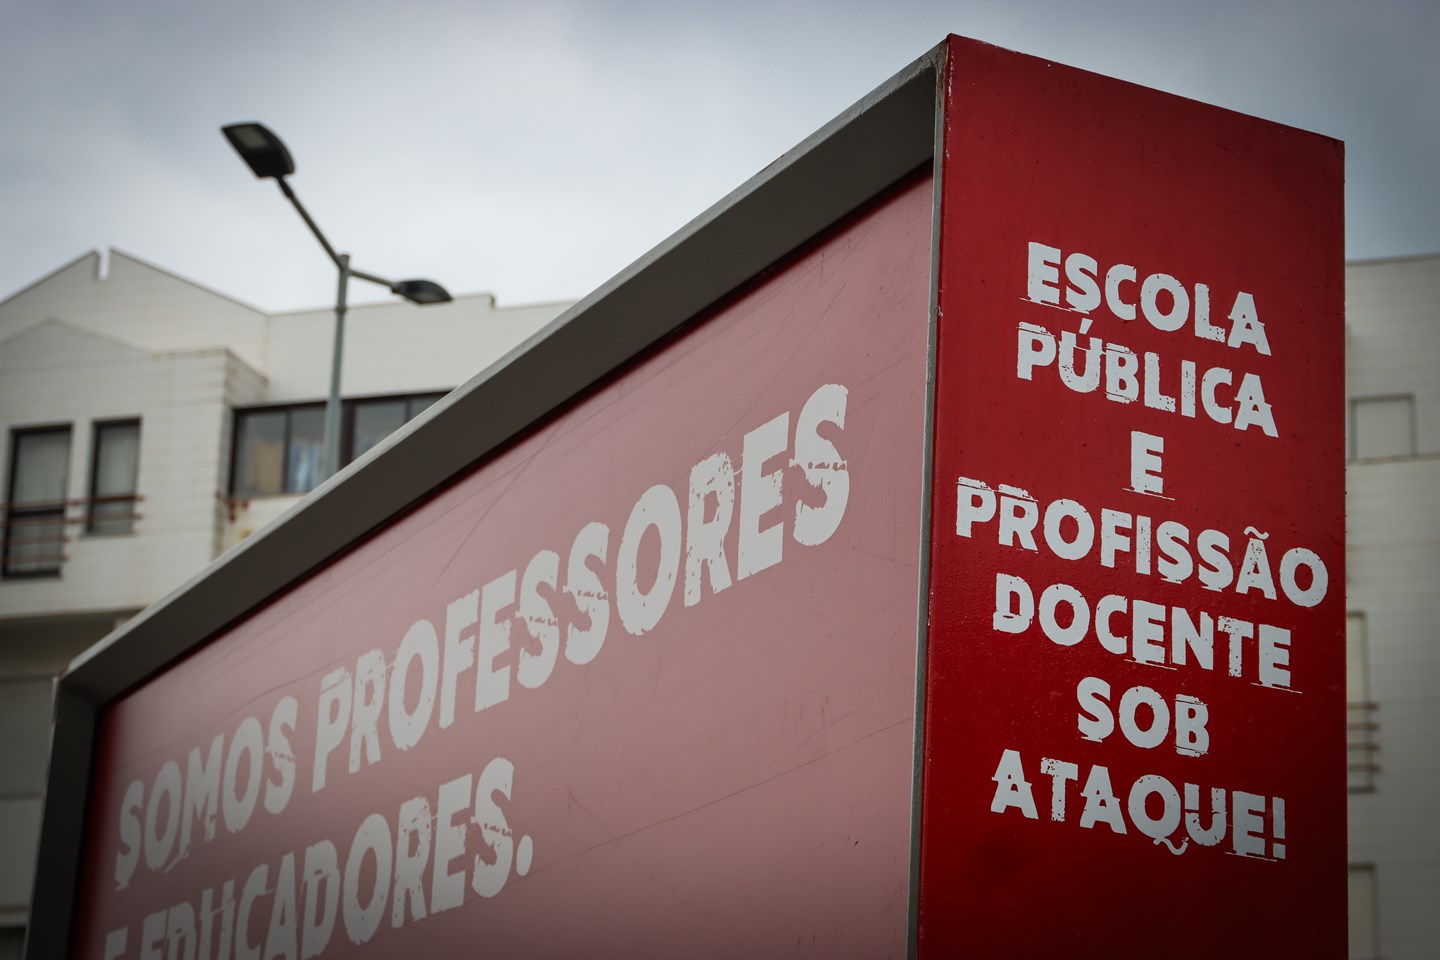 SOMOS PROFESSORES
E EDUCADORES.
ESCOLA
PÚBLICA
E
PROFISSÃO
DOCENTE
SOB
ATAQUE!